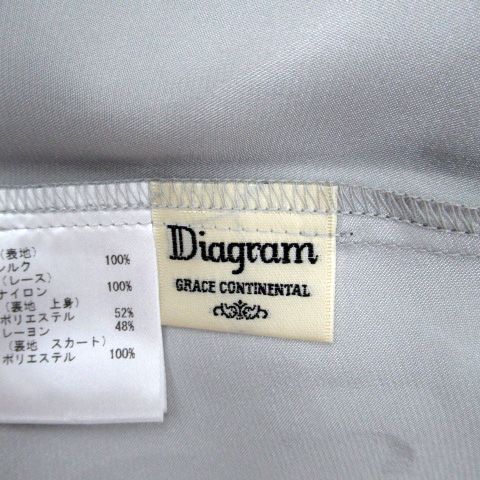 (表地)
シルク 100%
(レース)
ナイロン 100%
(裏地 上身)
ポリエステル 52%
レーヨン 48%
(裏地 スカート)
ポリエステル 100%
Diagram
GRACE CONTINENTAL